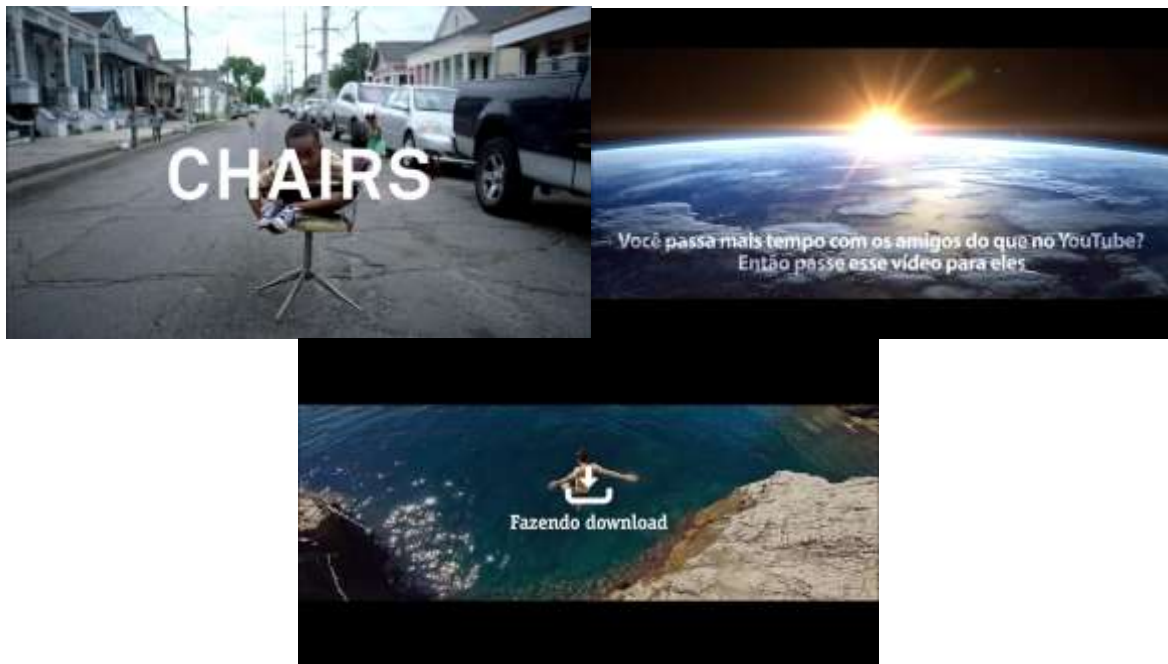 CHAIRS
Você passa mais tempo com os amigos do que no YouTube?
Então passe esse vídeo para eles
Fazendo download